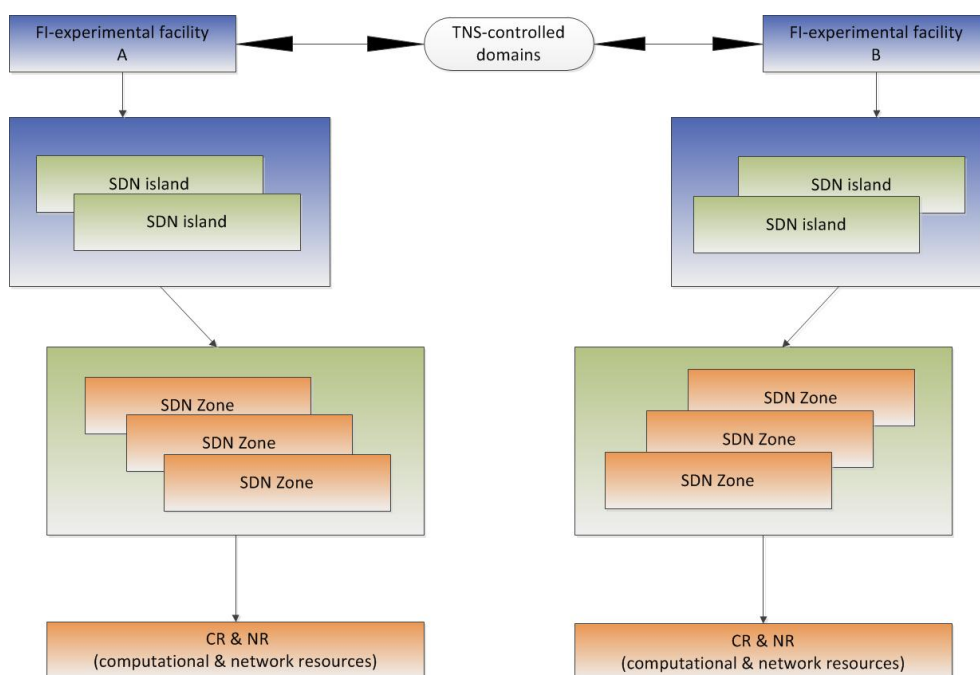 FI-experimental facility
A
TNS-controlled
domains
FI-experimental facility
B
SDN island
SDN island
SDN island
SDN island
SDN Zone
SDN Zone
SDN Zone
SDN Zone
SDN Zone
SDN Zone
CR & NR
(computational & network resources)
CR & NR
(computational & network resources)